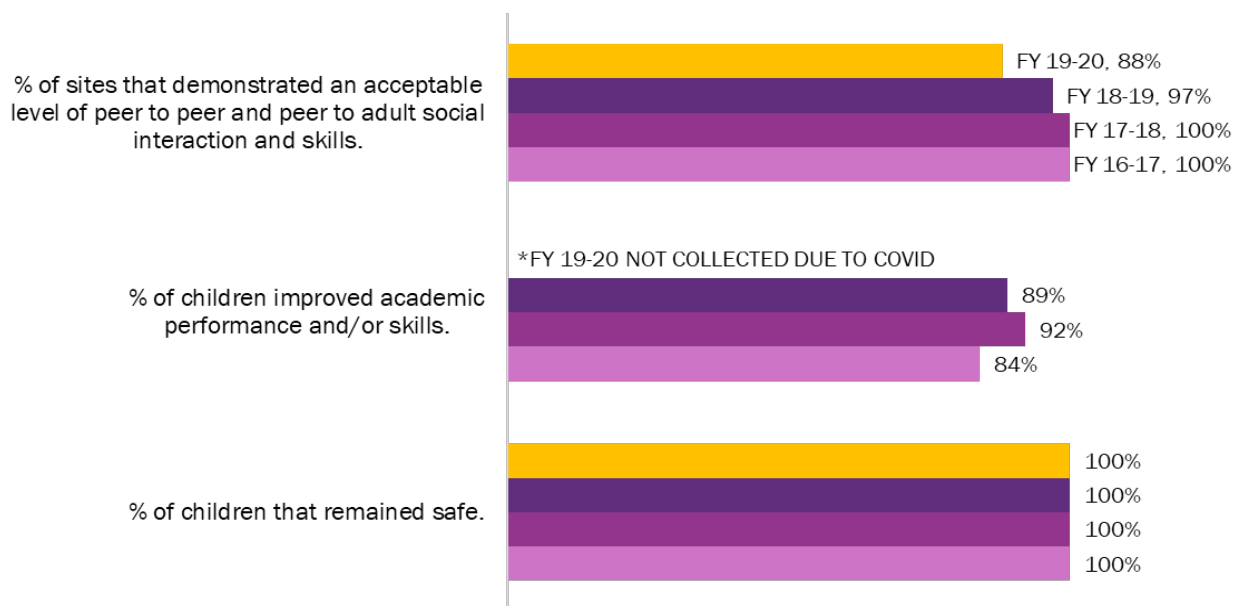 % of sites that demonstrated an acceptable
level of peer to peer and peer to adult social
interaction and skills.
FY 19-20, 88%
FY 18-19, 97%
FY 17-18, 100%
FY 16-17, 100%
*FY 19-20 NOT COLLECTED DUE TO COVID
% of children improved academic
performance and/or skills.
89%
92%
84%
% of children that remained safe.
100%
100%
100%
100%